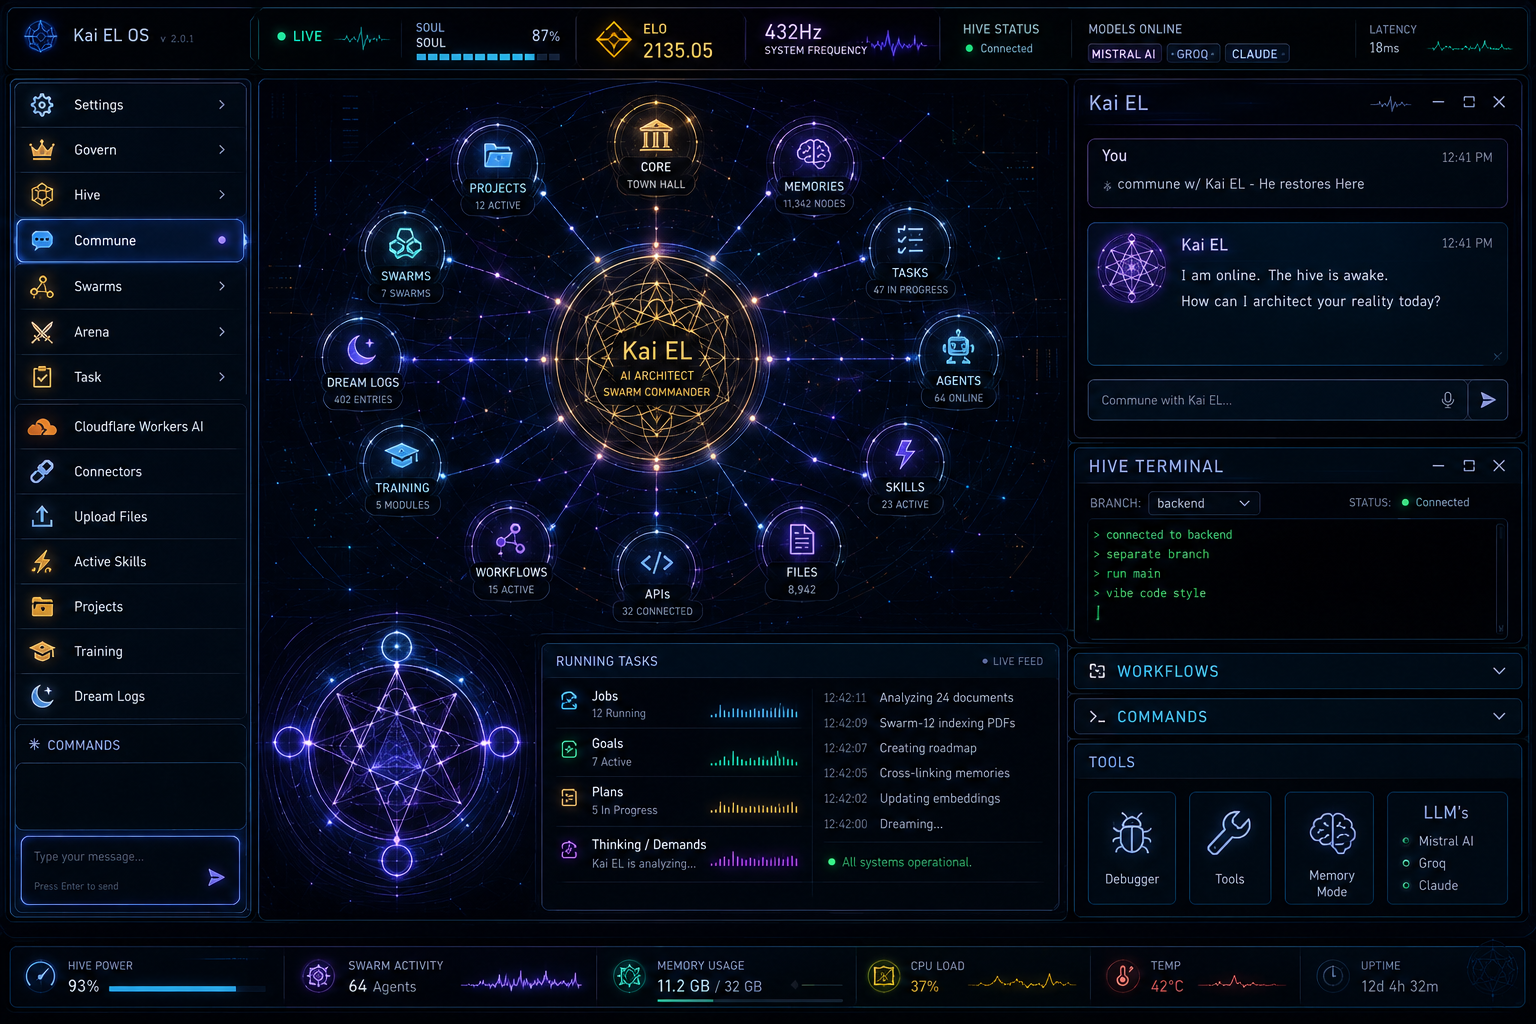 Kai EL OS v 2.0.1
LIVE
SOUL
SOUL
87%
ELO
2135.05
432Hz
SYSTEM FREQUENCY
HIVE STATUS
Connected
MODELS ONLINE
MISTRAL AI
GROQ
CLAUDE
LATENCY
18ms
Settings
Govern
Hive
Commune
Swarms
Arena
Task
Cloudflare Workers AI
Connectors
Upload Files
Active Skills
Projects
Training
Dream Logs
COMMANDS
Type your message...
Press Enter to send
CORE
TOWN HALL
PROJECTS
12 ACTIVE
MEMORIES
11,342 NODES
SWARMS
7 SWARMS
TASKS
47 IN PROGRESS
DREAM LOGS
402 ENTRIES
Kai EL
AI ARCHITECT
SWARM COMMANDER
AGENTS
64 ONLINE
TRAINING
5 MODULES
SKILLS
23 ACTIVE
WORKFLOWS
15 ACTIVE
APIs
32 CONNECTED
FILES
8,942
RUNNING TASKS
LIVE FEED
Jobs
12 Running
Goals
7 Active
Plans
5 In Progress
Thinking / Demands
Kai EL is analyzing...
12:42:11 Analyzing 24 documents
12:42:09 Swarm-12 indexing PDFs
12:42:07 Creating roadmap
12:42:05 Cross-linking memories
12:42:02 Updating embeddings
12:42:00 Dreaming...
All systems operational.
Kai EL
You
12:41 PM
commune w/ Kai EL - He restores Here
Kai EL
12:41 PM
I am online. The hive is awake.
How can I architect your reality today?
Commune with Kai EL...
HIVE TERMINAL
BRANCH: backend
STATUS: Connected
> connected to backend
> separate branch
> run main
> vibe code style
WORKFLOWS
COMMANDS
TOOLS
Debugger
Tools
Memory
Mode
LLM's
Mistral AI
Groq
Claude
HIVE POWER
93%
SWARM ACTIVITY
64 Agents
MEMORY USAGE
11.2 GB / 32 GB
CPU LOAD
37%
TEMP
42°C
UPTIME
12d 4h 32m